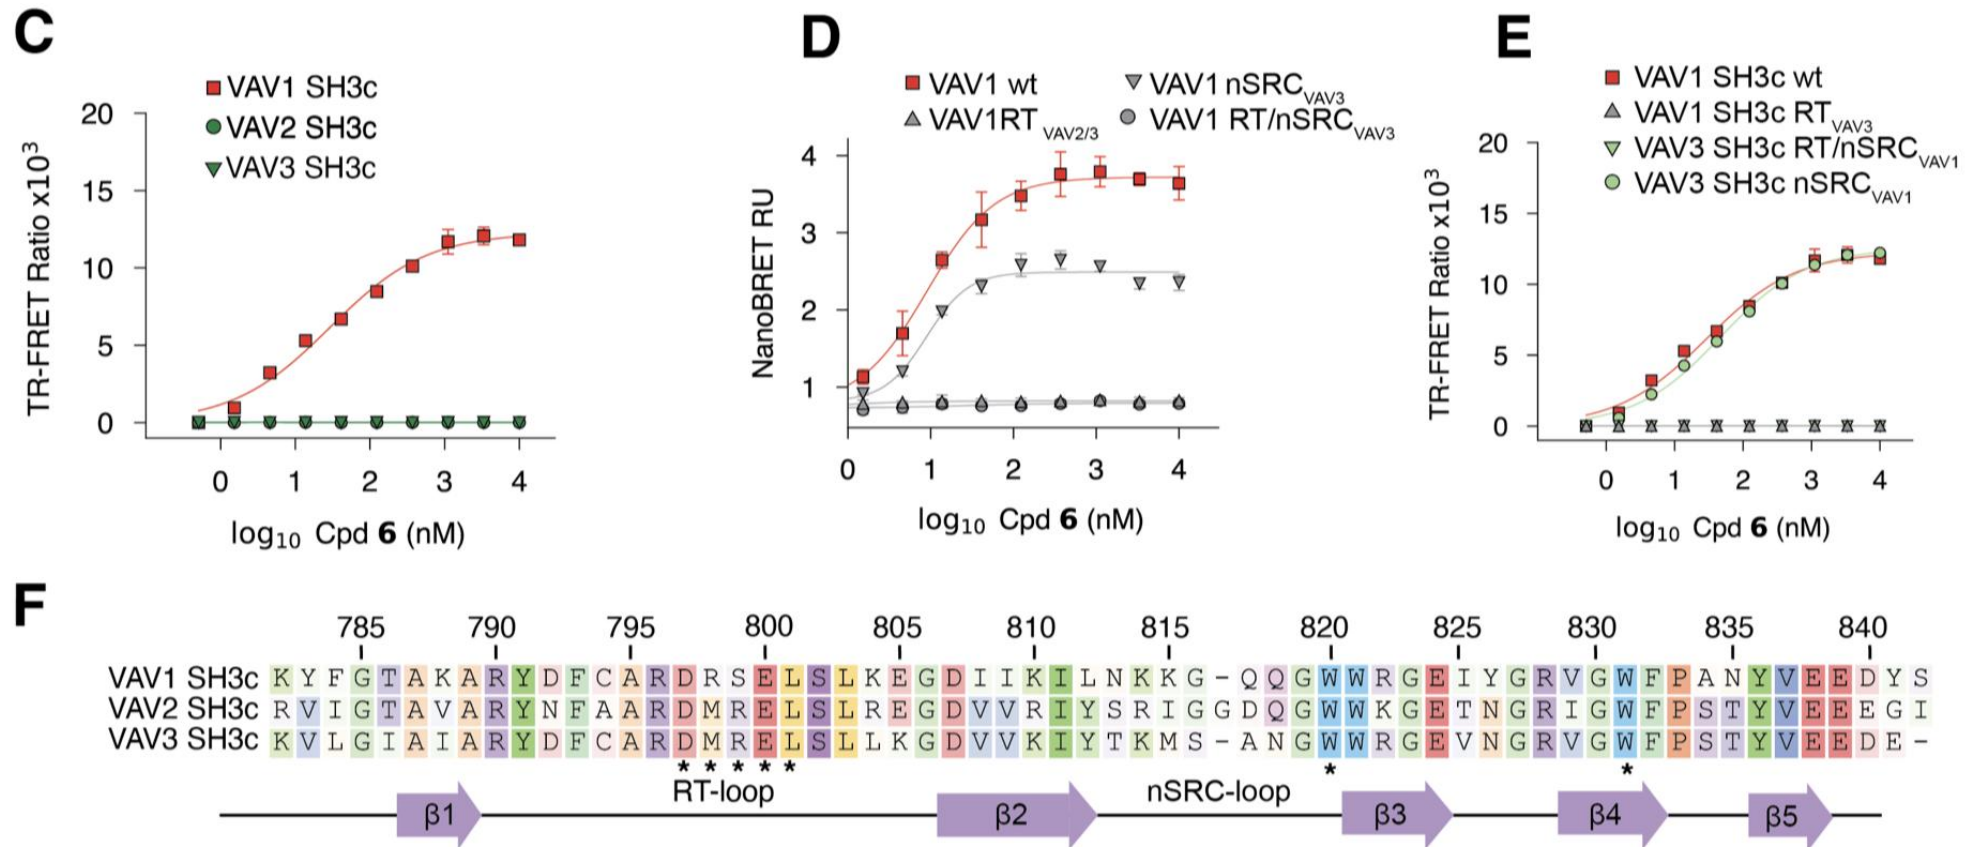 C
VAV1 SH3c
VAV2 SH3c
VAV3 SH3c
20
15
10
5
0
TR-FRET Ratio x10³
0 1 2 3 4
log₁₀ Cpd 6 (nM)
D
VAV1 wt
VAV1RT VAV2/3
VAV1 nSRC VAV3
VAV1 RT/nSRC VAV3
4
3
2
1
NanoBRET RU
0 1 2 3 4
log₁₀ Cpd 6 (nM)
E
VAV1 SH3c wt
VAV1 SH3c RT VAV3
VAV3 SH3c RT/nSRC VAV1
VAV3 SH3c nSRC VAV1
20
15
10
5
0
TR-FRET Ratio x10³
0 1 2 3 4
log₁₀ Cpd 6 (nM)
F
785 790 795 800 805 810 815 820 825 830 835 840
VAV1 SH3c KYFGTAKARYDFCARDRSELSLKEGDIIKILNKKG-QQGWWRGEIYGRVGWFPANYVEEDYS
VAV2 SH3c RVIGTAVARYNFAARDMRELSLREGDVVRIYSRIGGDQGWWKGETNGRIGWFPSTYVEEEGI
VAV3 SH3c KVLGIAIARYDFCARDMRELSLLKGDVVKIYTKMS-ANGWWRGEVNGRVGWFPSTYVEEDE-
* * * * * * *
RT-loop nSRC-loop
β1 β2 β3 β4 β5